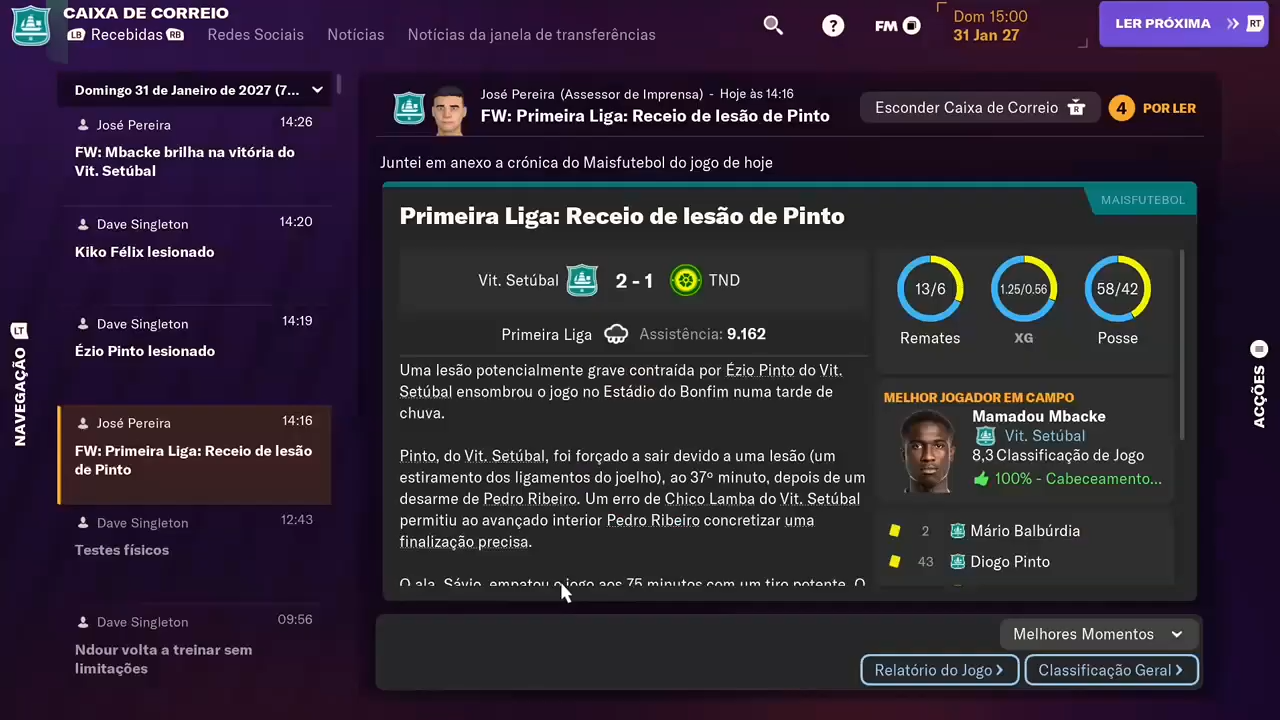 CAIXA DE CORREIO
LB Recebidas RB
Redes Sociais
Notícias
Notícias da janela de transferências
?
FM
Dom 15:00
31 Jan 27
LER PRÓXIMA RT
Domingo 31 de Janeiro de 2027 (7...
José Pereira 14:26
FW: Mbacke brilha na vitória do
Vit. Setúbal
Dave Singleton 14:20
Kiko Félix lesionado
Dave Singleton 14:19
Ézio Pinto lesionado
José Pereira 14:16
FW: Primeira Liga: Receio de lesão
de Pinto
Dave Singleton 12:43
Testes físicos
Dave Singleton 09:56
Ndour volta a treinar sem
limitações
LT
NAVEGAÇÃO
José Pereira (Assessor de Imprensa) - Hoje às 14:16
FW: Primeira Liga: Receio de lesão de Pinto
Esconder Caixa de Correio R
4 POR LER
Juntei em anexo a crónica do Maisfutebol do jogo de hoje
MAISFUTEBOL
Primeira Liga: Receio de lesão de Pinto
Vit. Setúbal 2 - 1 TND
Primeira Liga Assistência: 9.162
Uma lesão potencialmente grave contraída por Ézio Pinto do Vit.
Setúbal ensombrou o jogo no Estádio do Bonfim numa tarde de
chuva.
Pinto, do Vit. Setúbal, foi forçado a sair devido a uma lesão (um
estiramento dos ligamentos do joelho), ao 37º minuto, depois de um
desarme de Pedro Ribeiro. Um erro de Chico Lamba do Vit. Setúbal
permitiu ao avançado interior Pedro Ribeiro concretizar uma
finalização precisa.
O ala, Sávio, empatou o jogo aos 75 minutos com um tiro potente. O
13/6
1.25/0.56
58/42
Remates
XG
Posse
MELHOR JOGADOR EM CAMPO
Mamadou Mbacke
Vit. Setúbal
8,3 Classificação de Jogo
100% - Cabeceamento...
2 Mário Balbúrdia
43 Diogo Pinto
Melhores Momentos
Relatório do Jogo
Classificação Geral
ACÇÕES